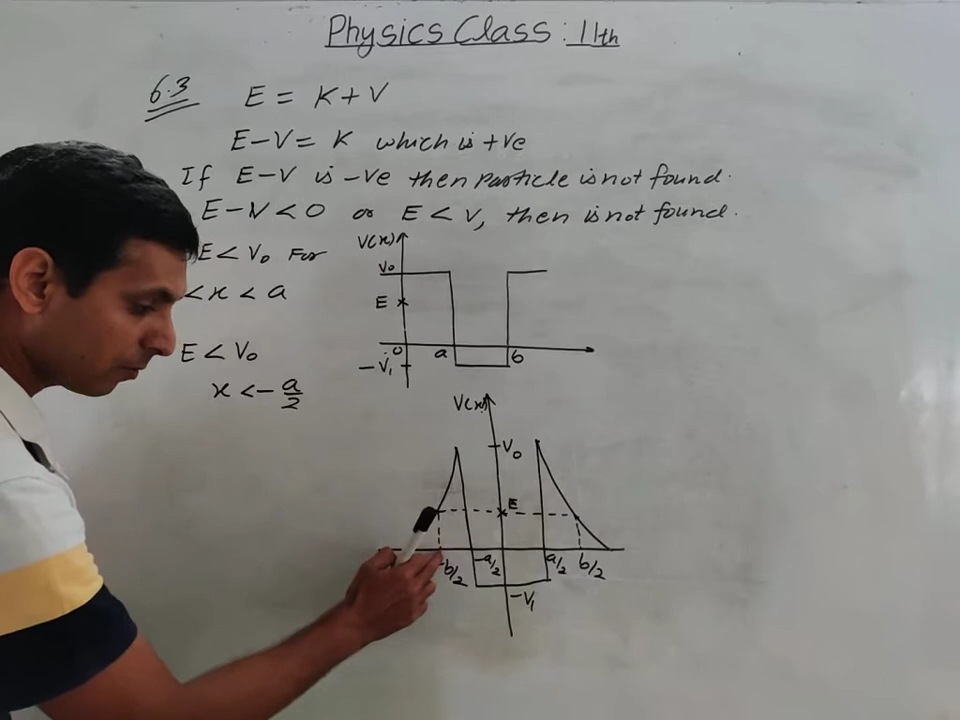 Physics Class : 11th
6.3 E = K + V
E-V = K which is +ve
If E-V is -ve then particle is not found.
E-V < 0 or E < V, then is not found.
E < V₀ For
< x < a
E < V₀
x < -a/2
V(x)
V₀
E
0 a b
-V₁
V(x)
V₀
E
-b/2 -a/2 a/2 b/2
-V₁